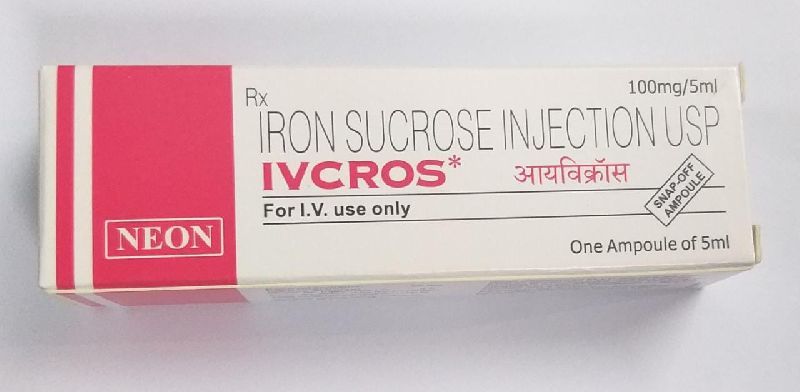 NEON
Rx
100mg/5ml
IRON SUCROSE INJECTION USP
IVCROS* आयविक्रॉस
For I.V. use only
SNAP-OFF
AMPOULE
One Ampoule of 5ml